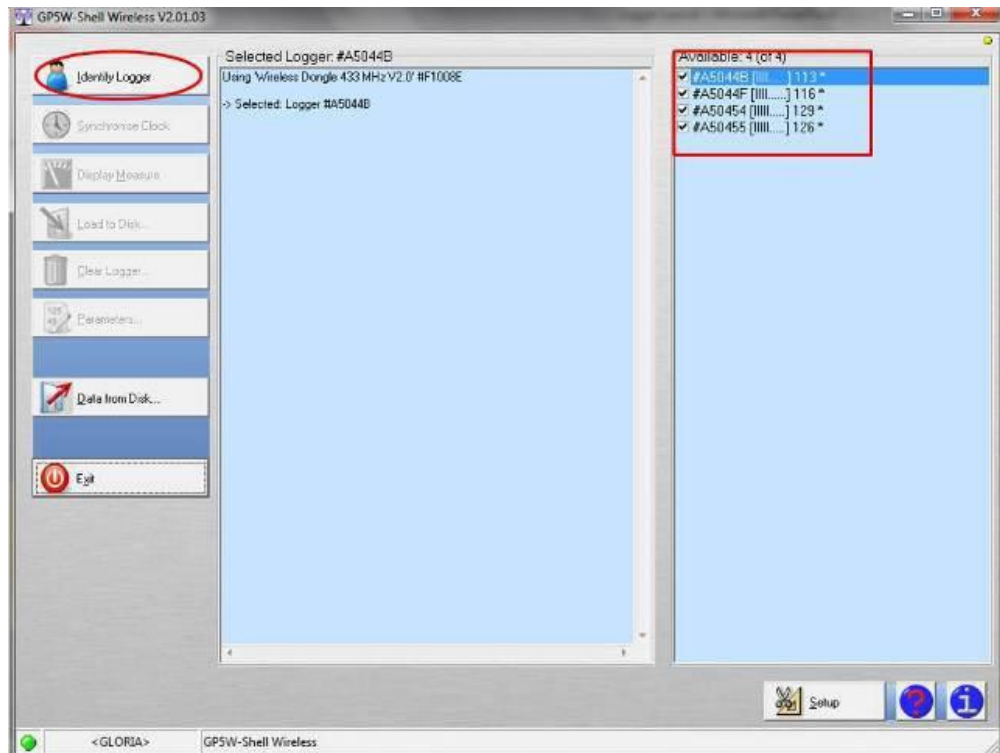 GP5W-Shell Wireless V2.01.03
Identify Logger
Synchronise Clock
Display Measure
Load to Disk...
Clear Logger...
Parameters...
Data from Disk...
Exit
Selected Logger: #A5044B
Using 'Wireless Dongle 433 MHz V2.0' #F1008E
-> Selected: Logger #A5044B
Available: 4 (of 4)
#A5044B [IIII......] 113 *
#A5044F [IIII......] 116 *
#A50454 [IIIII.....] 129 *
#A50455 [IIIII.....] 126 *
Setup
<GLORIA>
GP5W-Shell Wireless